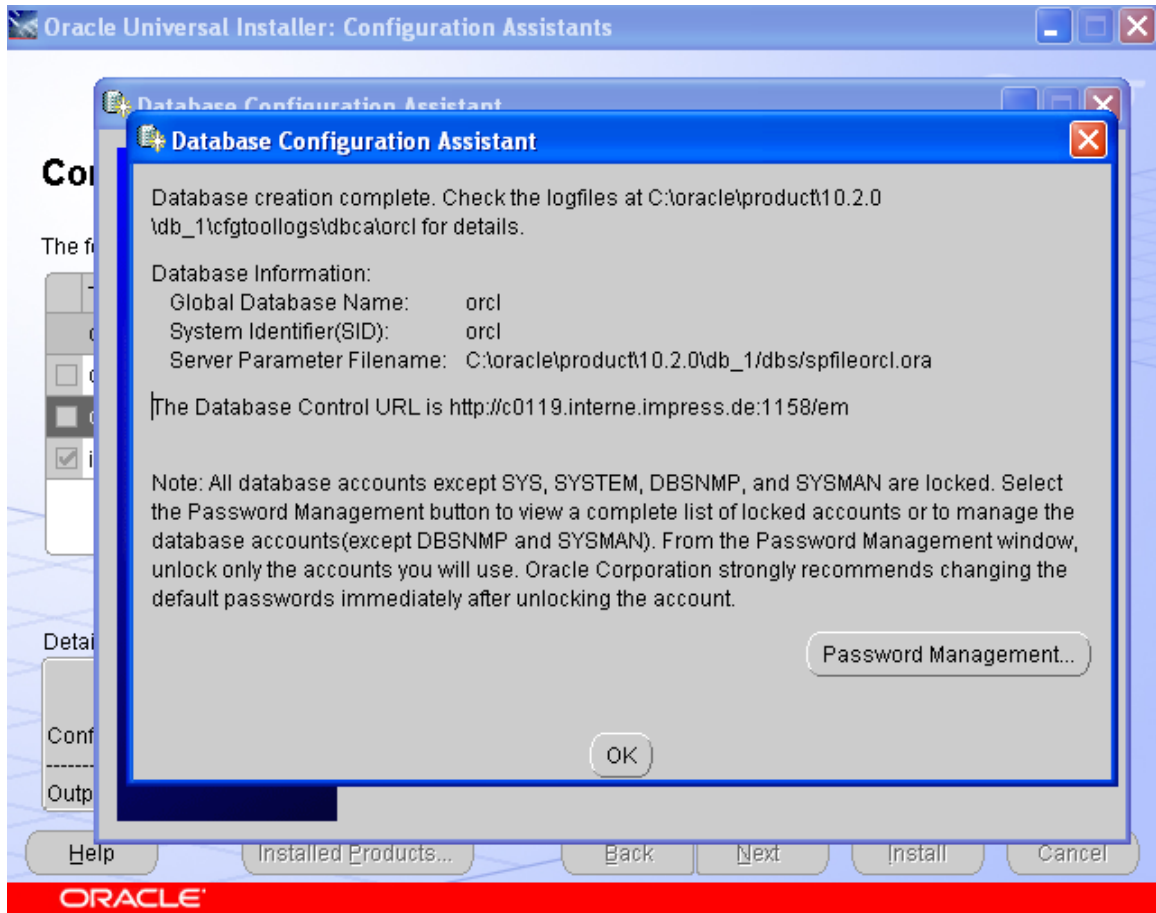 Oracle Universal Installer: Configuration Assistants
Database Configuration Assistant
Database Configuration Assistant
Database creation complete. Check the logfiles at C:\oracle\product\10.2.0
\db_1\cfgtoollogs\dbca\orcl for details.
Database Information:
Global Database Name: orcl
System Identifier(SID): orcl
Server Parameter Filename: C:\oracle\product\10.2.0\db_1/dbs/spfileorcl.ora
The Database Control URL is http://c0119.interne.impress.de:1158/em
Note: All database accounts except SYS, SYSTEM, DBSNMP, and SYSMAN are locked. Select
the Password Management button to view a complete list of locked accounts or to manage the
database accounts(except DBSNMP and SYSMAN). From the Password Management window,
unlock only the accounts you will use. Oracle Corporation strongly recommends changing the
default passwords immediately after unlocking the account.
Password Management...
OK
The f
Detai
Conf
-------
Outp
Help Installed Products... Back Next Install Cancel
ORACLE